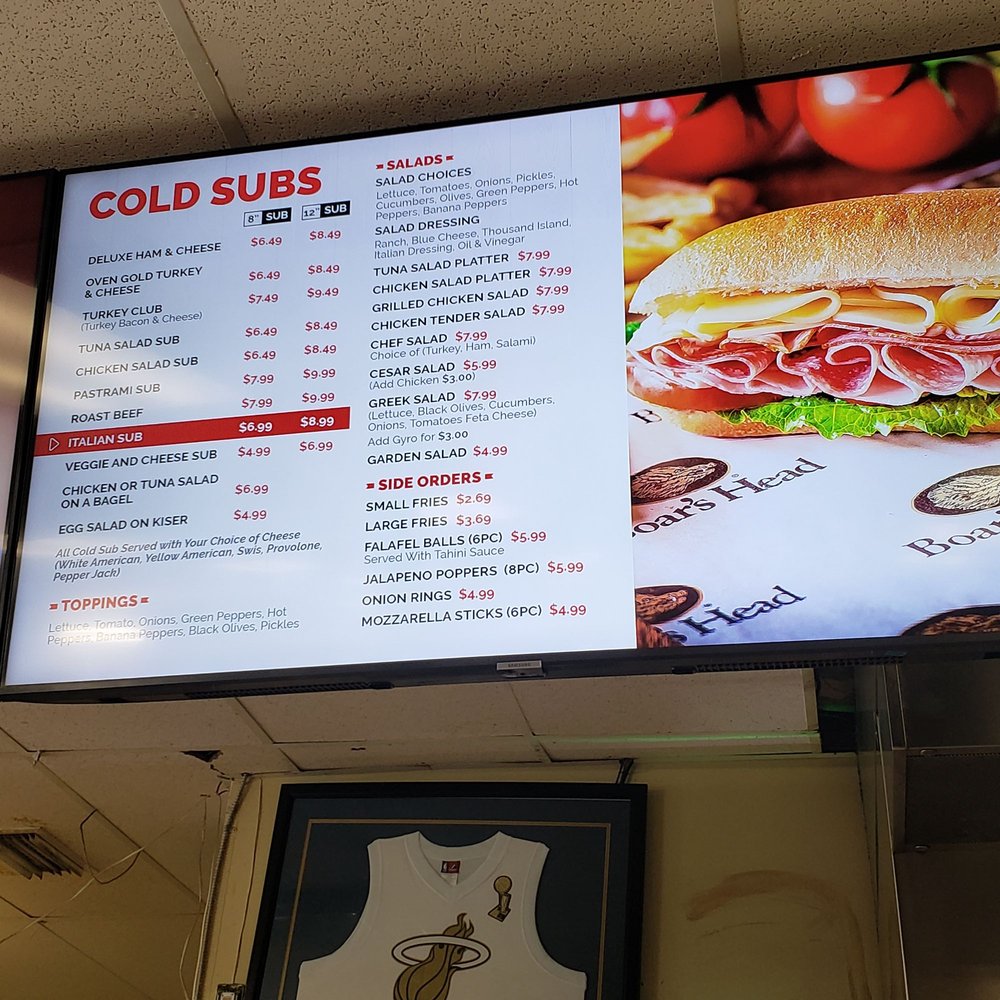 COLD SUBS
8" SUB 12" SUB
DELUXE HAM & CHEESE $6.49 $8.49
OVEN GOLD TURKEY
& CHEESE $6.49 $8.49
TURKEY CLUB $7.49 $9.49
(Turkey Bacon & Cheese)
TUNA SALAD SUB $6.49 $8.49
CHICKEN SALAD SUB $6.49 $8.49
PASTRAMI SUB $7.99 $9.99
ROAST BEEF $7.99 $9.99
ITALIAN SUB $6.99 $8.99
VEGGIE AND CHEESE SUB $4.99 $6.99
CHICKEN OR TUNA SALAD
ON A BAGEL $6.99
EGG SALAD ON KISER $4.99
All Cold Sub Served with Your Choice of Cheese
(White American, Yellow American, Swis, Provolone,
Pepper Jack)
TOPPINGS
Lettuce, Tomato, Onions, Green Peppers, Hot
Peppers, Banana Peppers, Black Olives, Pickles
SALADS
SALAD CHOICES
Lettuce, Tomatoes, Onions, Pickles,
Cucumbers, Olives, Green Peppers, Hot
Peppers, Banana Peppers
SALAD DRESSING
Ranch, Blue Cheese, Thousand Island,
Italian Dressing, Oil & Vinegar
TUNA SALAD PLATTER $7.99
CHICKEN SALAD PLATTER $7.99
GRILLED CHICKEN SALAD $7.99
CHICKEN TENDER SALAD $7.99
CHEF SALAD $7.99
Choice of (Turkey, Ham, Salami)
CESAR SALAD $5.99
(Add Chicken $3.00)
GREEK SALAD $7.99
(Lettuce, Black Olives, Cucumbers,
Onions, Tomatoes Feta Cheese)
Add Gyro for $3.00
GARDEN SALAD $4.99
SIDE ORDERS
SMALL FRIES $2.69
LARGE FRIES $3.69
FALAFEL BALLS (6PC) $5.99
Served With Tahini Sauce
JALAPENO POPPERS (8PC) $5.99
ONION RINGS $4.99
MOZZARELLA STICKS (6PC) $4.99
B
oar's Head
Boar'
s Head
SAMSUNG